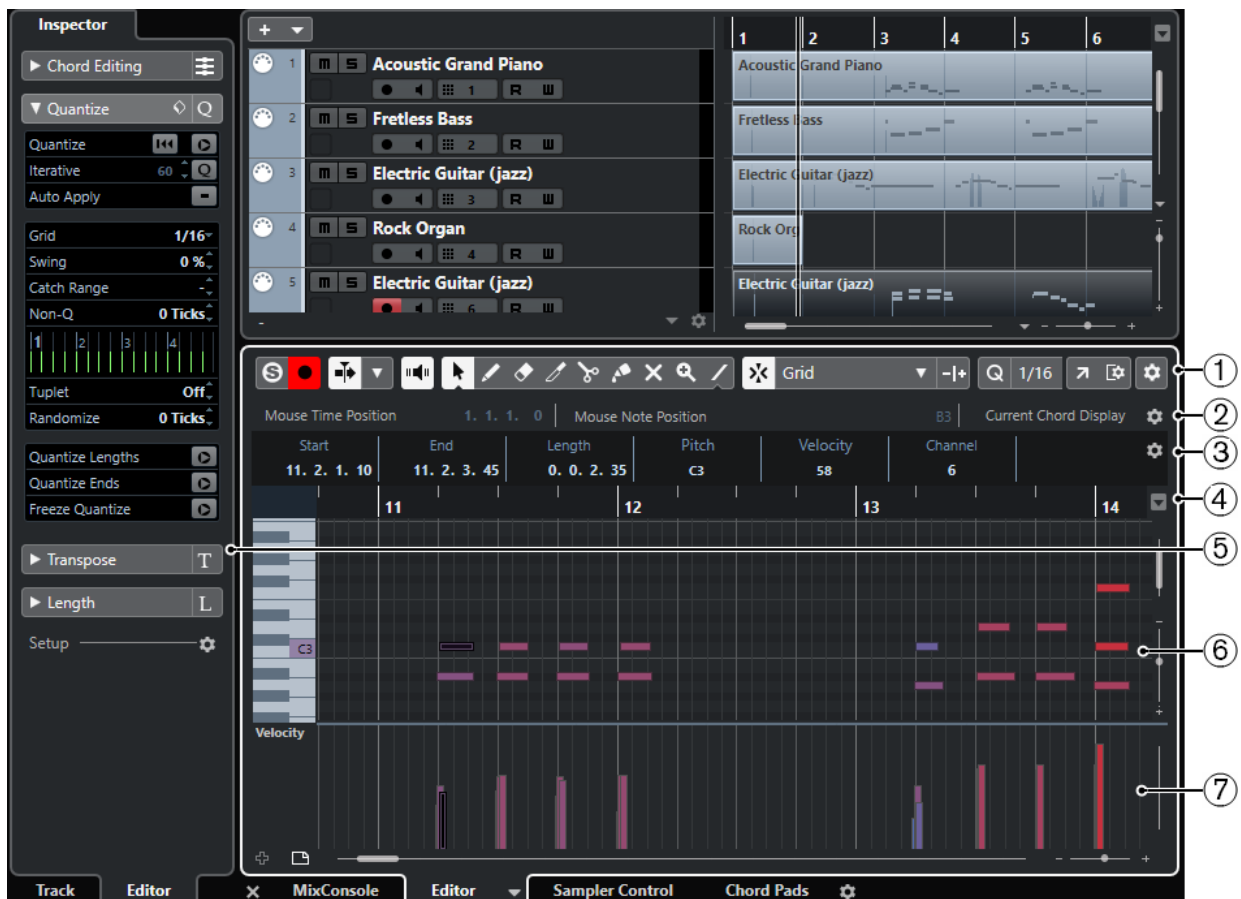 Inspector
Chord Editing
Quantize Q
Quantize
Iterative 60 Q
Auto Apply
Grid 1/16
Swing 0 %
Catch Range -
Non-Q 0 Ticks
1 2 3 4
Tuplet Off
Randomize 0 Ticks
Quantize Lengths
Quantize Ends
Freeze Quantize
Transpose T
Length L
Setup
+
1 m S Acoustic Grand Piano
1 R W
2 m S Fretless Bass
2 R W
3 m S Electric Guitar (jazz)
3 R W
4 m S Rock Organ
4 R W
5 m S Electric Guitar (jazz)
6 R W
-
1 2 3 4 5 6
Acoustic Grand Piano
Fretless Bass
Electric Guitar (jazz)
Rock Org
Electric Guitar (jazz)
S Grid Q 1/16 1
Mouse Time Position 1. 1. 1. 0 Mouse Note Position B3 Current Chord Display 2
Start End Length Pitch Velocity Channel
11. 2. 1. 10 11. 2. 3. 45 0. 0. 2. 35 C3 58 6 3
11 12 13 14 4
5
C3 6
Velocity
7
Track Editor MixConsole Editor Sampler Control Chord Pads